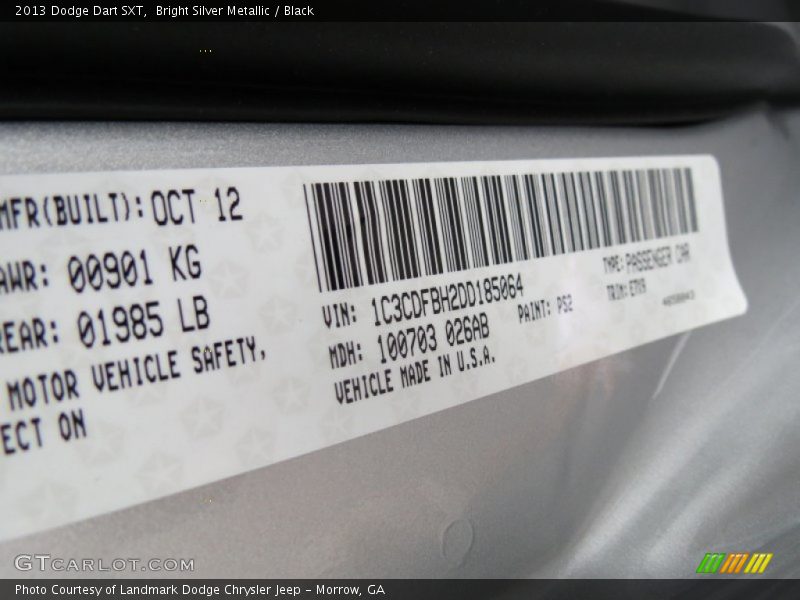 2013 Dodge Dart SXT,  Bright Silver Metallic / Black
MFR(BUILT): OCT 12
AWR: 00901 KG
REAR: 01985 LB
MOTOR VEHICLE SAFETY,
ECT ON
VIN: 1C3CDFBH2DD185064
MDH: 100703 026AB
VEHICLE MADE IN U.S.A.
PAINT: PS2
TYPE: PASSENGER CAR
TRIM:
GTCARLOT.COM
Photo Courtesy of Landmark Dodge Chrysler Jeep – Morrow, GA